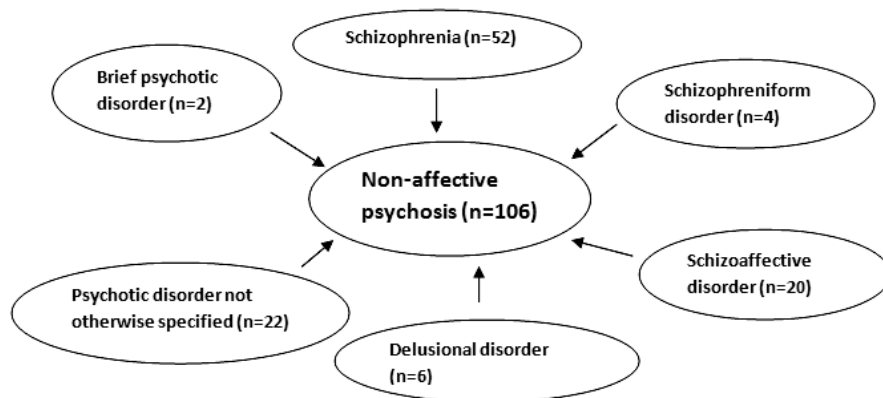 Schizophrenia (n=52)
Brief psychotic
disorder (n=2)
Schizophreniform
disorder (n=4)
Non-affective
psychosis (n=106)
Psychotic disorder not
otherwise specified (n=22)
Schizoaffective
disorder (n=20)
Delusional disorder
(n=6)